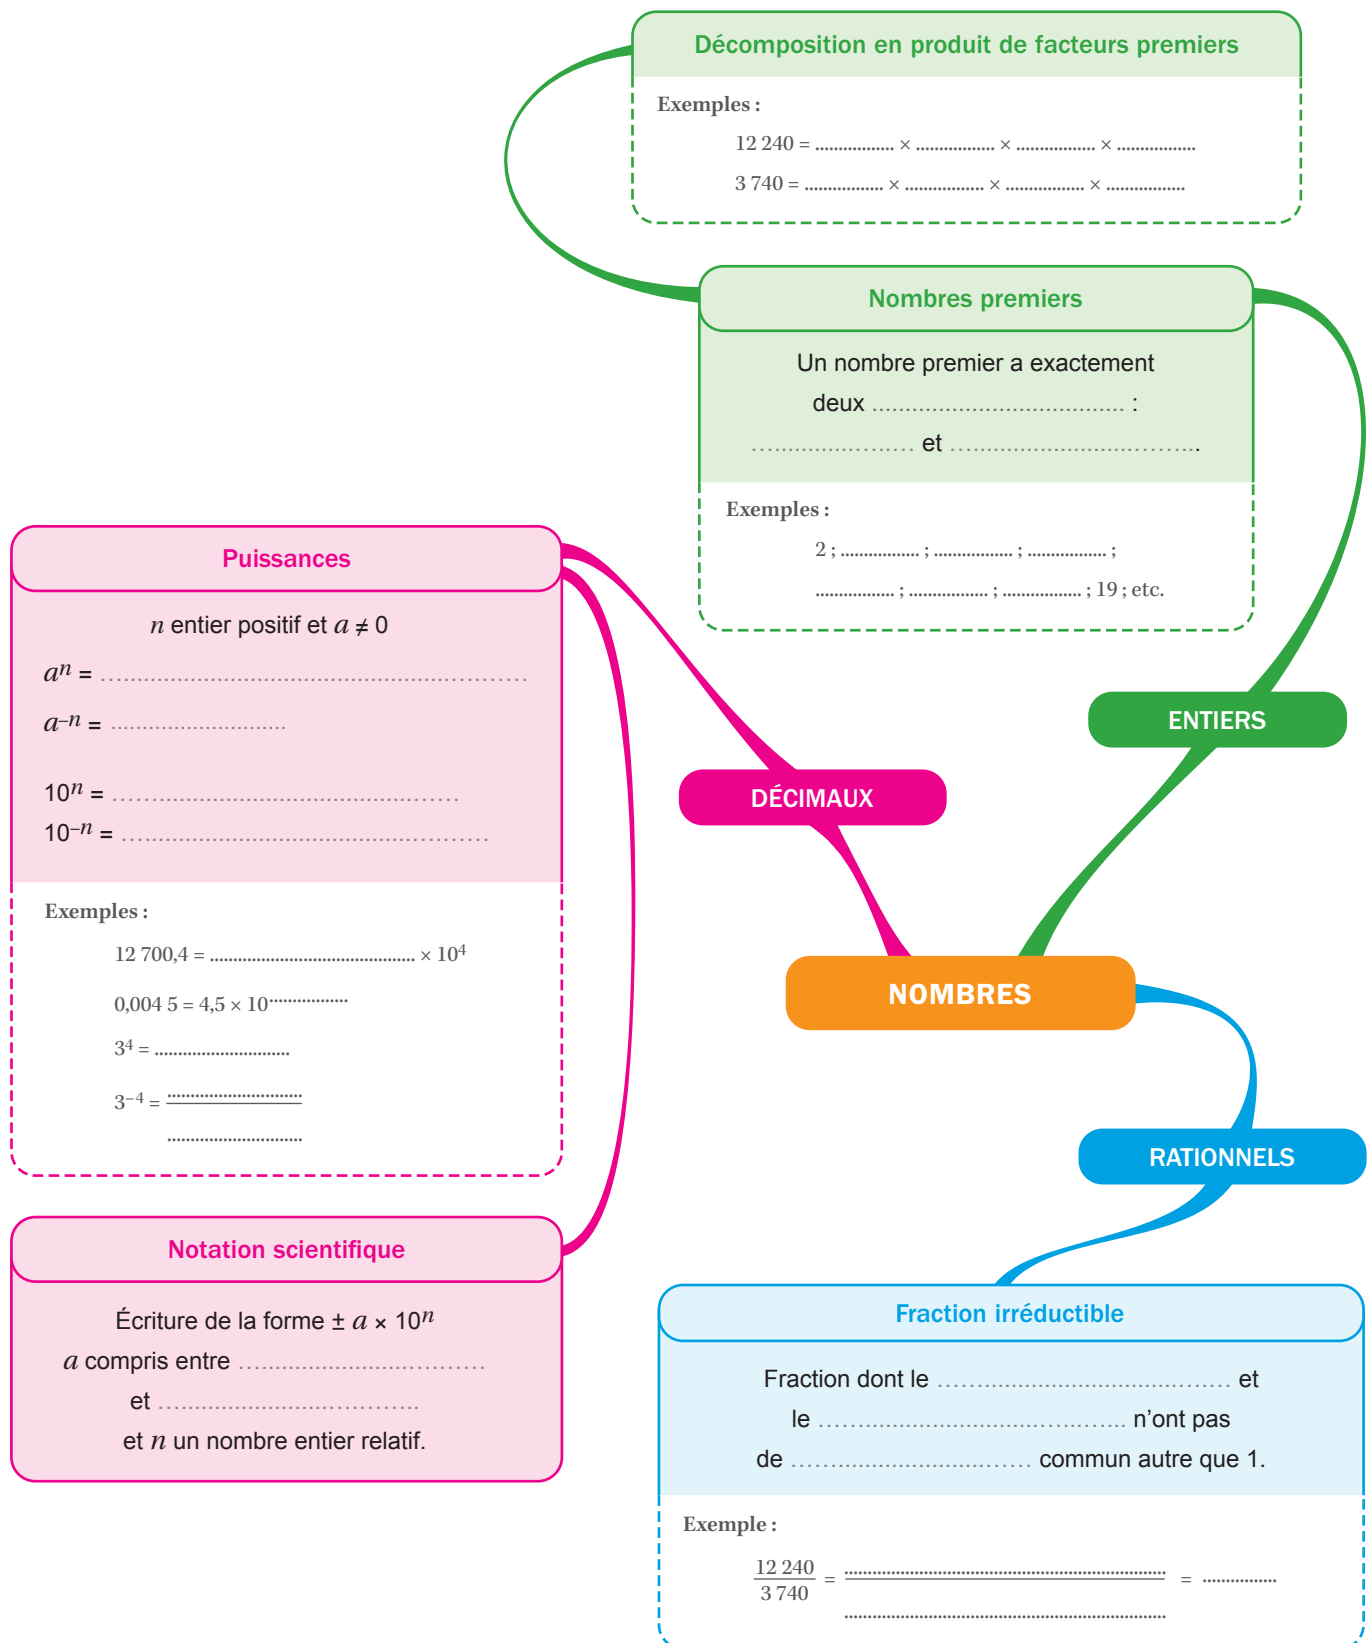 Décomposition en produit de facteurs premiers
Exemples :
12 240 = ................. × ................. × ................. × .................
3 740 = ................. × ................. × ................. × .................
Nombres premiers
Un nombre premier a exactement
deux ...................................... :
......................... et ......................................
Exemples :
2 ; ................. ; ................. ; ................. ;
................. ; ................. ; ................. ; 19 ; etc.
ENTIERS
Puissances
n entier positif et a ≠ 0
aⁿ = ................................................................
a⁻ⁿ = ............................
10ⁿ = ....................................................
10⁻ⁿ = ........................................................
Exemples :
12 700,4 = ............................................ × 10⁴
0,004 5 = 4,5 × 10.................
3⁴ = .............................
3⁻⁴ = .............................
.............................
DÉCIMAUX
NOMBRES
RATIONNELS
Notation scientifique
Écriture de la forme ± a × 10ⁿ
a compris entre ......................................
et ........................................
et n un nombre entier relatif.
Fraction irréductible
Fraction dont le ............................................ et
le .............................................. n’ont pas
de .................................... commun autre que 1.
Exemple :
12 240
3 740
= ..................................................................... = ................
.....................................................................